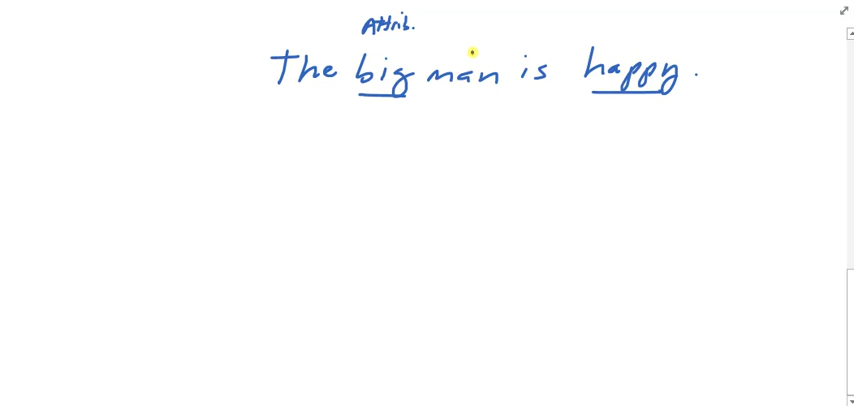 Attrib.
The big man is happy.